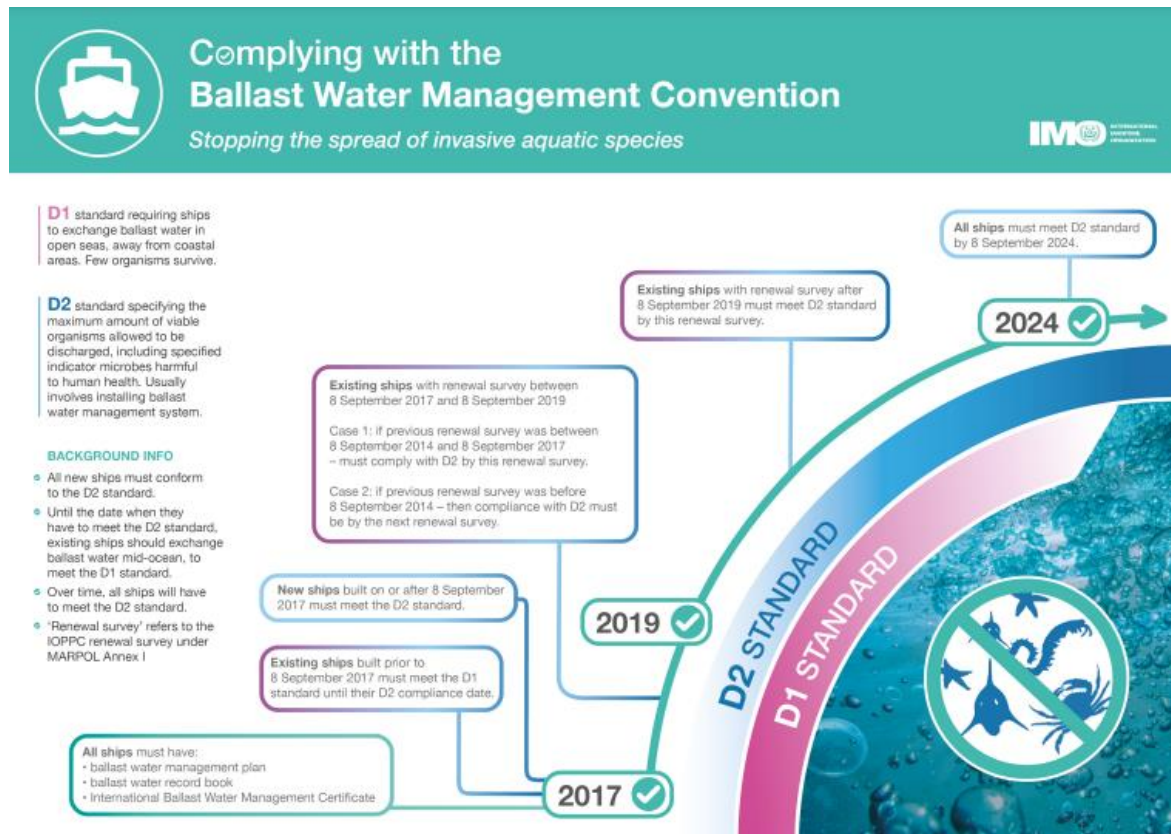 Complying with the
Ballast Water Management Convention
Stopping the spread of invasive aquatic species
IMO INTERNATIONAL
MARITIME
ORGANIZATION
D1 standard requiring ships
to exchange ballast water in
open seas, away from coastal
areas. Few organisms survive.
D2 standard specifying the
maximum amount of viable
organisms allowed to be
discharged, including specified
indicator microbes harmful
to human health. Usually
involves installing ballast
water management system.
BACKGROUND INFO
All new ships must conform
to the D2 standard.
Until the date when they
have to meet the D2 standard,
existing ships should exchange
ballast water mid-ocean, to
meet the D1 standard.
Over time, all ships will have
to meet the D2 standard.
'Renewal survey' refers to the
IOPPC renewal survey under
MARPOL Annex I
All ships must meet D2 standard
by 8 September 2024.
2024
Existing ships with renewal survey after
8 September 2019 must meet D2 standard
by this renewal survey.
Existing ships with renewal survey between
8 September 2017 and 8 September 2019
Case 1: if previous renewal survey was between
8 September 2014 and 8 September 2017
– must comply with D2 by this renewal survey.
Case 2: if previous renewal survey was before
8 September 2014 – then compliance with D2 must
be by the next renewal survey.
2019
New ships built on or after 8 September
2017 must meet the D2 standard.
Existing ships built prior to
8 September 2017 must meet the D1
standard until their D2 compliance date.
All ships must have:
• ballast water management plan
• ballast water record book
• International Ballast Water Management Certificate
2017
D2 STANDARD
D1 STANDARD